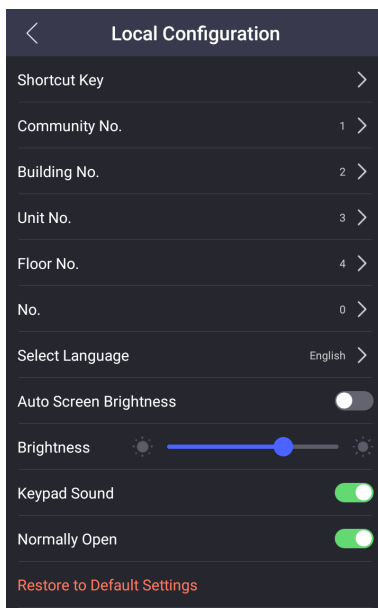 Local Configuration
Shortcut Key
Community No. 1
Building No. 2
Unit No. 3
Floor No. 4
No. 0
Select Language English
Auto Screen Brightness
Brightness
Keypad Sound
Normally Open
Restore to Default Settings